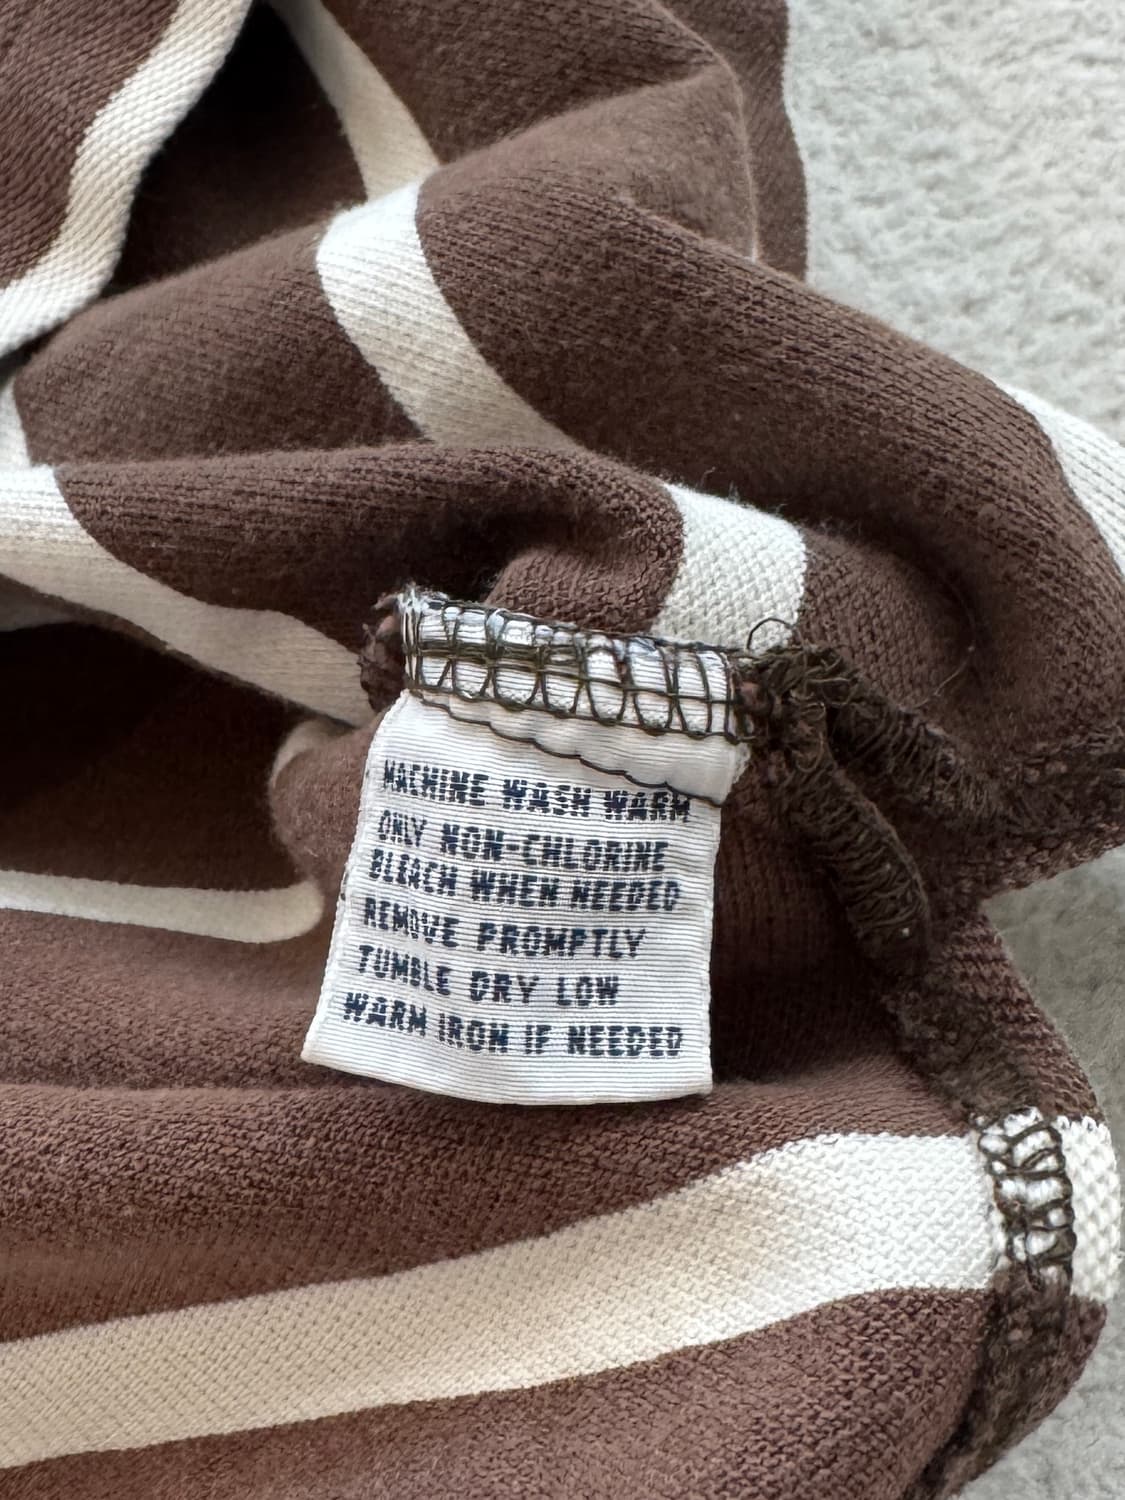 MACHINE WASH WARM
ONLY NON-CHLORINE
BLEACH WHEN NEEDED
REMOVE PROMPTLY
TUMBLE DRY LOW
WARM IRON IF NEEDED